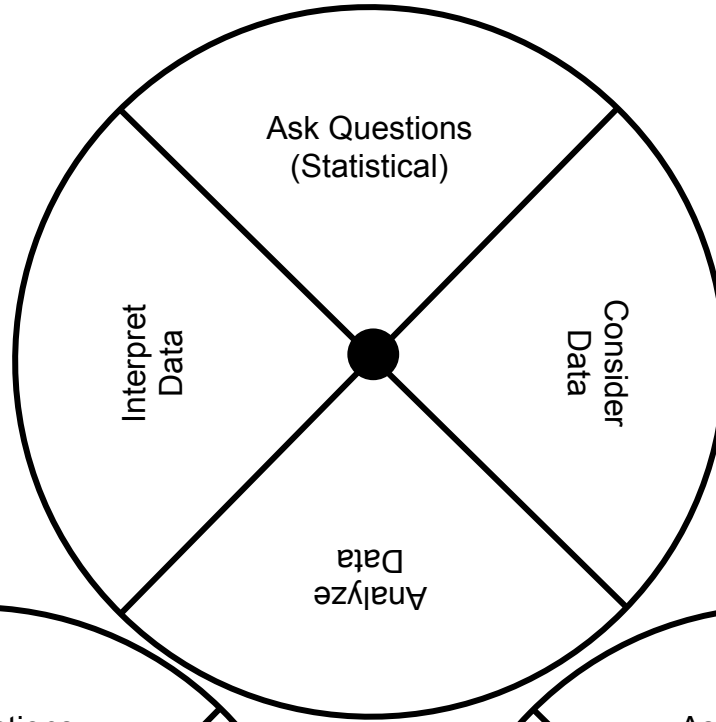 Ask Questions
(Statistical)
Consider
Data
Analyze
Data
Interpret
Data